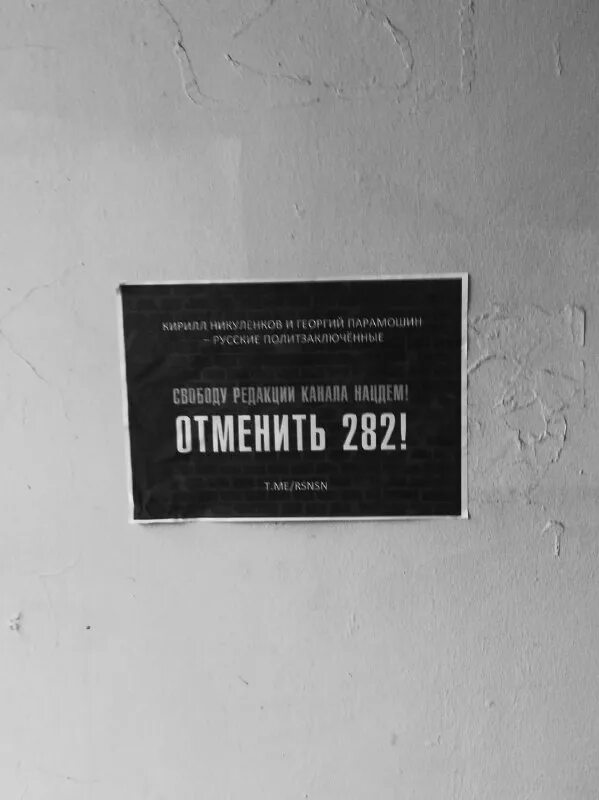 КИРИЛЛ НИКУЛЕНКОВ И ГЕОРГИЙ ПАРАМОШИН
– РУССКИЕ ПОЛИТЗАКЛЮЧЁННЫЕ
СВОБОДУ РЕДАКЦИИ КАНАЛА НАЦДЕМ!
ОТМЕНИТЬ 282!
T.ME/RSNSN